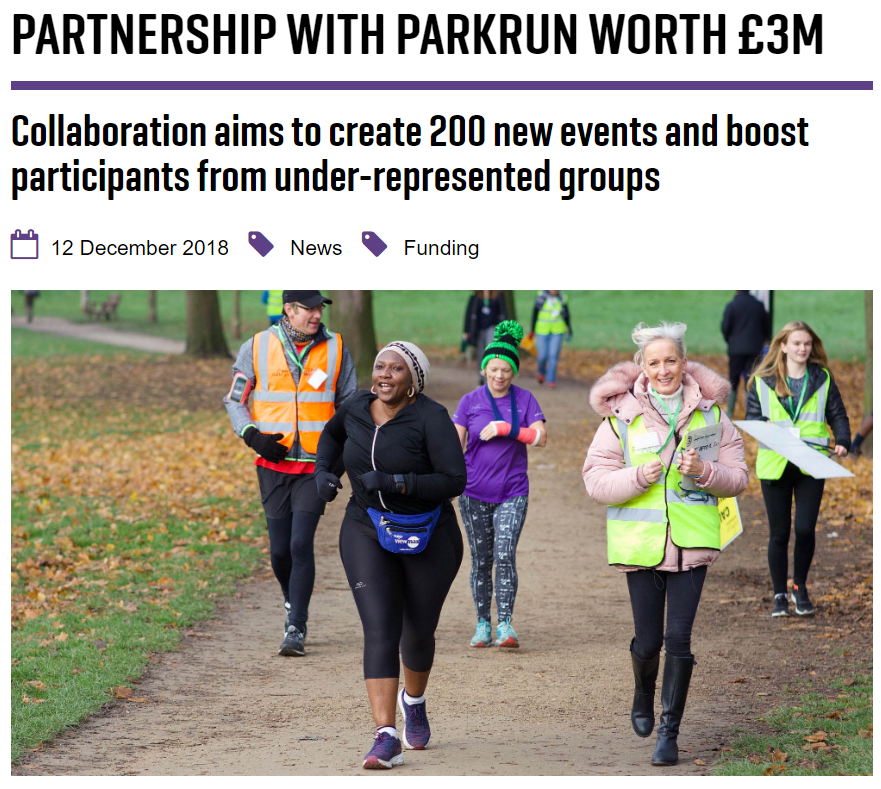 PARTNERSHIP WITH PARKRUN WORTH £3M
Collaboration aims to create 200 new events and boost
participants from under-represented groups
12 December 2018 News Funding